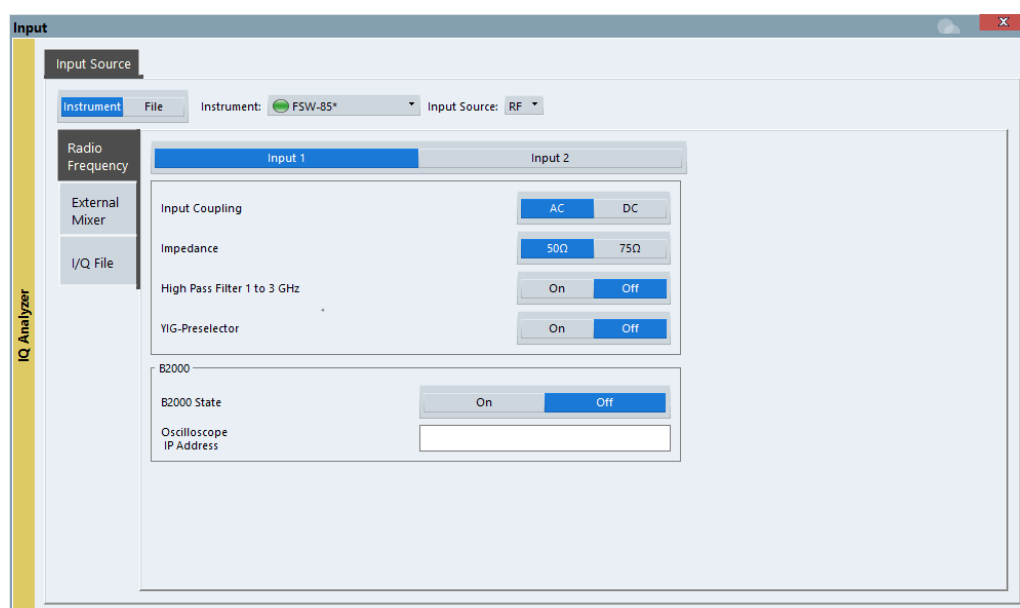 Input
X
Input Source
Instrument File Instrument: FSW-85* Input Source: RF
Radio
Frequency
External
Mixer
I/Q File
IQ Analyzer
Input 1 Input 2
Input Coupling AC DC
Impedance 50Ω 75Ω
High Pass Filter 1 to 3 GHz On Off
YIG-Preselector On Off
B2000
B2000 State On Off
Oscilloscope
IP Address